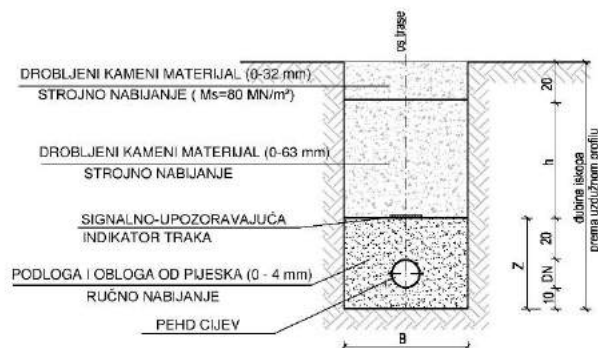 os trase
DROBLJENI KAMENI MATERIJAL (0-32 mm)
STROJNO NABIJANJE ( Ms=80 MN/m²)
DROBLJENI KAMENI MATERIJAL (0-63 mm)
STROJNO NABIJANJE
SIGNALNO-UPOZORAVAJUĆA
INDIKATOR TRAKA
PODLOGA I OBLOGA OD PIJESKA (0 - 4 mm)
RUČNO NABIJANJE
PEHD CIJEV
B
Z
20
h
20
DN
10
dubina iskopa
prema uzdužnom profilu